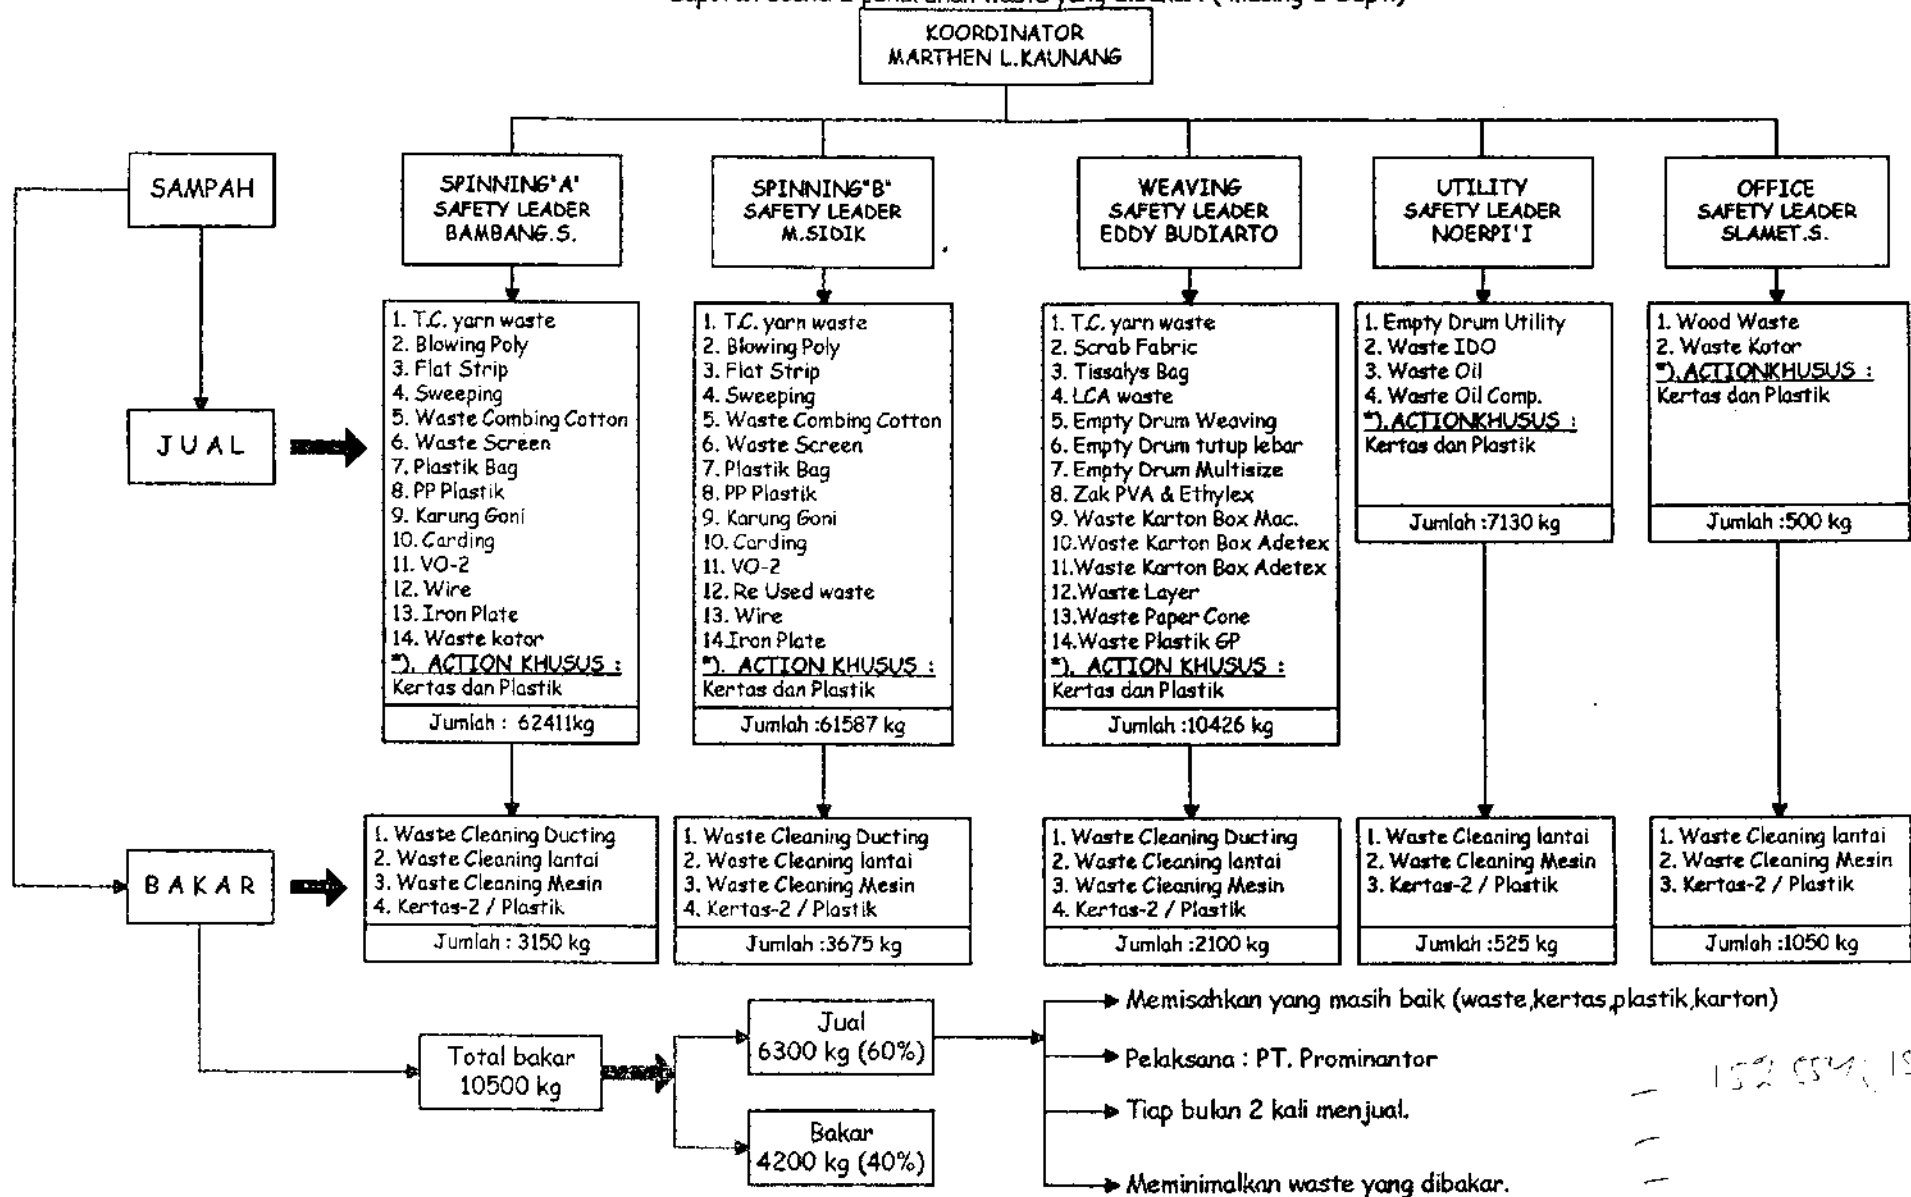 KOORDINATOR
MARTHEN L.KAUNANG
SAMPAH
JUAL
SPINNING"A"
SAFETY LEADER
BAMBANG.S.
1. T.C. yarn waste
2. Blowing Poly
3. Flat Strip
4. Sweeping
5. Waste Combing Cotton
6. Waste Screen
7. Plastik Bag
8. PP Plastik
9. Karung Goni
10. Carding
11. VO-2
12. Wire
13. Iron Plate
14. Waste kotor
*). ACTION KHUSUS :
Kertas dan Plastik
Jumlah : 62411kg
SPINNING"B"
SAFETY LEADER
M.SIDIK
1. T.C. yarn waste
2. Blowing Poly
3. Flat Strip
4. Sweeping
5. Waste Combing Cotton
6. Waste Screen
7. Plastik Bag
8. PP Plastik
9. Karung Goni
10. Carding
11. VO-2
12. Re Used waste
13. Wire
14.Iron Plate
*). ACTION KHUSUS :
Kertas dan Plastik
Jumlah :61587 kg
WEAVING
SAFETY LEADER
EDDY BUDIARTO
1. T.C. yarn waste
2. Scrab Fabric
3. Tissalys Bag
4. LCA waste
5. Empty Drum Weaving
6. Empty Drum tutup lebar
7. Empty Drum Multisize
8. Zak PVA & Ethylex
9. Waste Karton Box Mac.
10.Waste Karton Box Adetex
11.Waste Karton Box Adetex
12.Waste Layer
13.Waste Paper Cone
14.Waste Plastik GP
*). ACTION KHUSUS :
Kertas dan Plastik
Jumlah :10426 kg
UTILITY
SAFETY LEADER
NOERPI'I
1. Empty Drum Utility
2. Waste IDO
3. Waste Oil
4. Waste Oil Comp.
*).ACTIONKHUSUS :
Kertas dan Plastik
Jumlah :7130 kg
OFFICE
SAFETY LEADER
SLAMET.S.
1. Wood Waste
2. Waste Kotor
*).ACTIONKHUSUS :
Kertas dan Plastik
Jumlah :500 kg
BAKAR
1. Waste Cleaning Ducting
2. Waste Cleaning lantai
3. Waste Cleaning Mesin
4. Kertas-2 / Plastik
Jumlah : 3150 kg
1. Waste Cleaning Ducting
2. Waste Cleaning lantai
3. Waste Cleaning Mesin
4. Kertas-2 / Plastik
Jumlah :3675 kg
1. Waste Cleaning Ducting
2. Waste Cleaning lantai
3. Waste Cleaning Mesin
4. Kertas-2 / Plastik
Jumlah :2100 kg
1. Waste Cleaning lantai
2. Waste Cleaning Mesin
3. Kertas-2 / Plastik
Jumlah :525 kg
1. Waste Cleaning lantai
2. Waste Cleaning Mesin
3. Kertas-2 / Plastik
Jumlah :1050 kg
Total bakar
10500 kg
Jual
6300 kg (60%)
Bakar
4200 kg (40%)
Memisahkan yang masih baik (waste,kertas,plastik,karton)
Pelaksana : PT. Prominantor
Tiap bulan 2 kali menjual.
Meminimalkan waste yang dibakar.